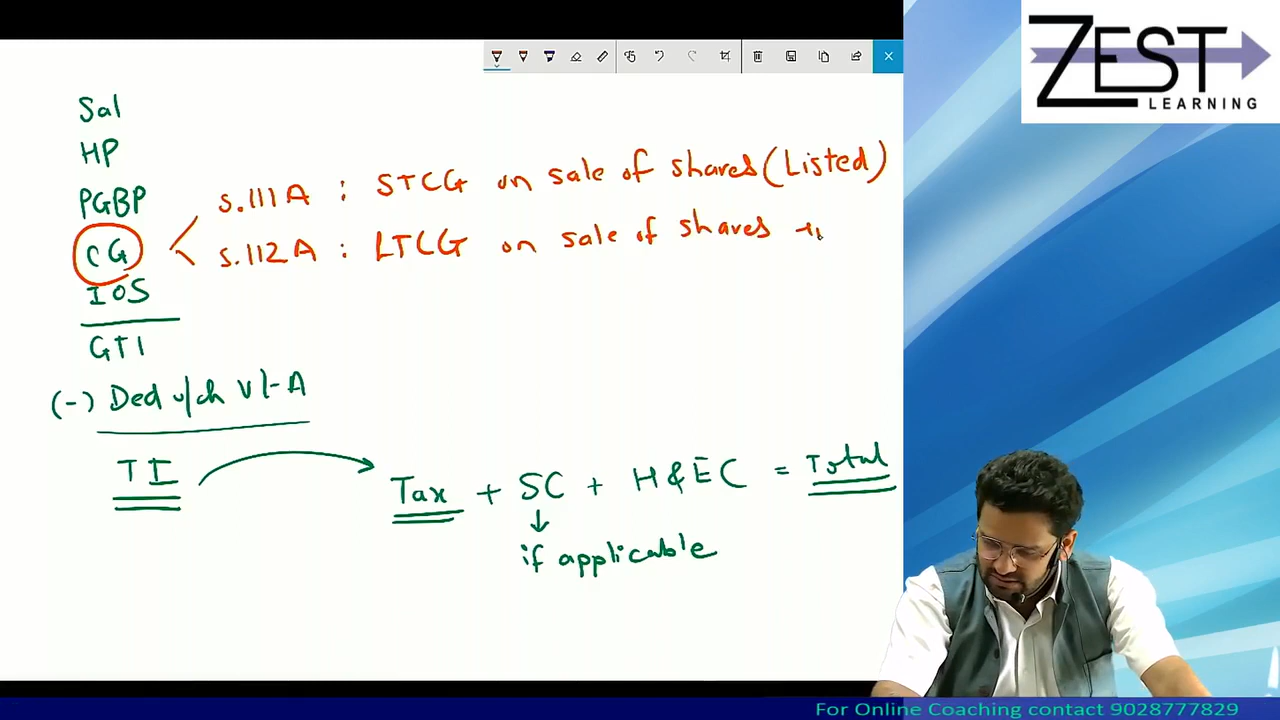 Sal
HP
PGBP
CG
IOS
GTI
(-) Ded u/ch VI-A
TI
s.111A : STCG on sale of shares (Listed)
s.112A : LTCG on sale of shares
Tax + SC + H&EC = Total
↓
if applicable
ZEST
LEARNING
For Online Coaching contact 9028777829